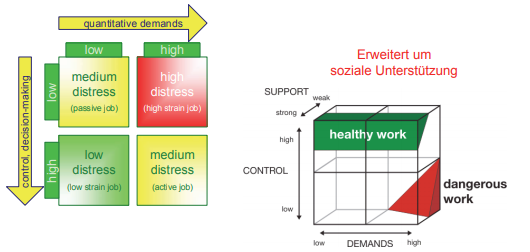 quantitative demands
low
high
control, decision-making
low
high
medium
distress
(passive job)
high
distress
(high strain job)
low
distress
(low strain job)
medium
distress
(active job)
Erweitert um
soziale Unterstützung
SUPPORT
weak
strong
high
healthy work
CONTROL
dangerous
work
low
low
DEMANDS
high